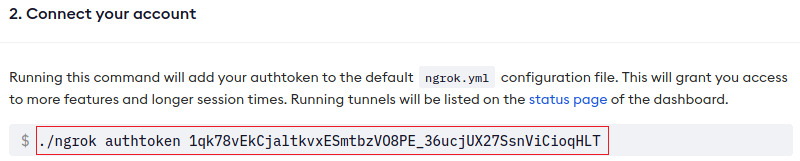 2. Connect your account
Running this command will add your authtoken to the default ngrok.yml configuration file. This will grant you access
to more features and longer session times. Running tunnels will be listed on the status page of the dashboard.
$ ./ngrok authtoken 1qk78vEkCjaltkvxESmtbzVO8PE_36ucjUX27SsnViCioqHLT